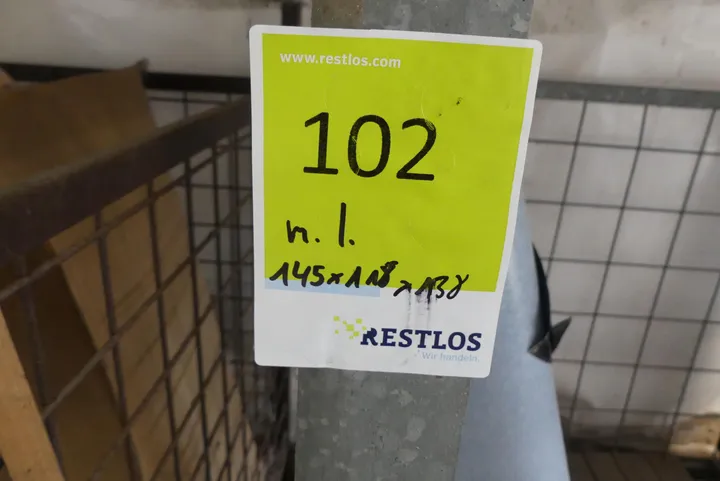 www.restlos.com
102
n. l.
145x118x138
RESTLOS
Wir handeln.